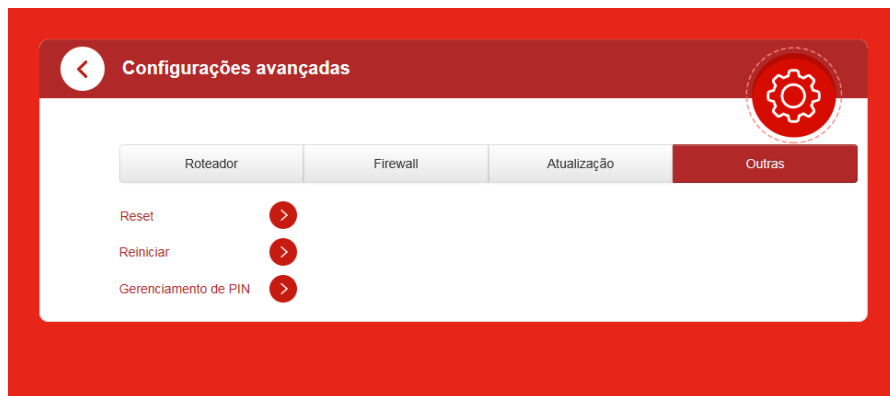 Configurações avançadas
Roteador Firewall Atualização Outras
Reset
Reiniciar
Gerenciamento de PIN